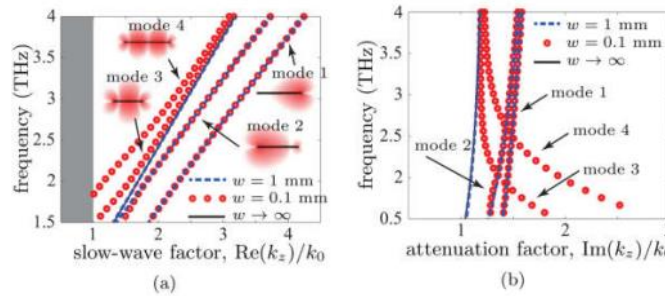 4
3.5
3
2.5
2
1.5
frequency (THz)
mode 4
mode 3
mode 1
mode 2
w = 1 mm
w = 0.1 mm
w → ∞
1 2 3 4
slow-wave factor, Re(k_z)/k_0
(a)
4
3.5
3
2.5
2
1.5
0.5
frequency (THz)
w = 1 mm
w = 0.1 mm
w → ∞
mode 1
mode 2
mode 4
mode 3
1 2
attenuation factor, Im(k_z)/k
(b)